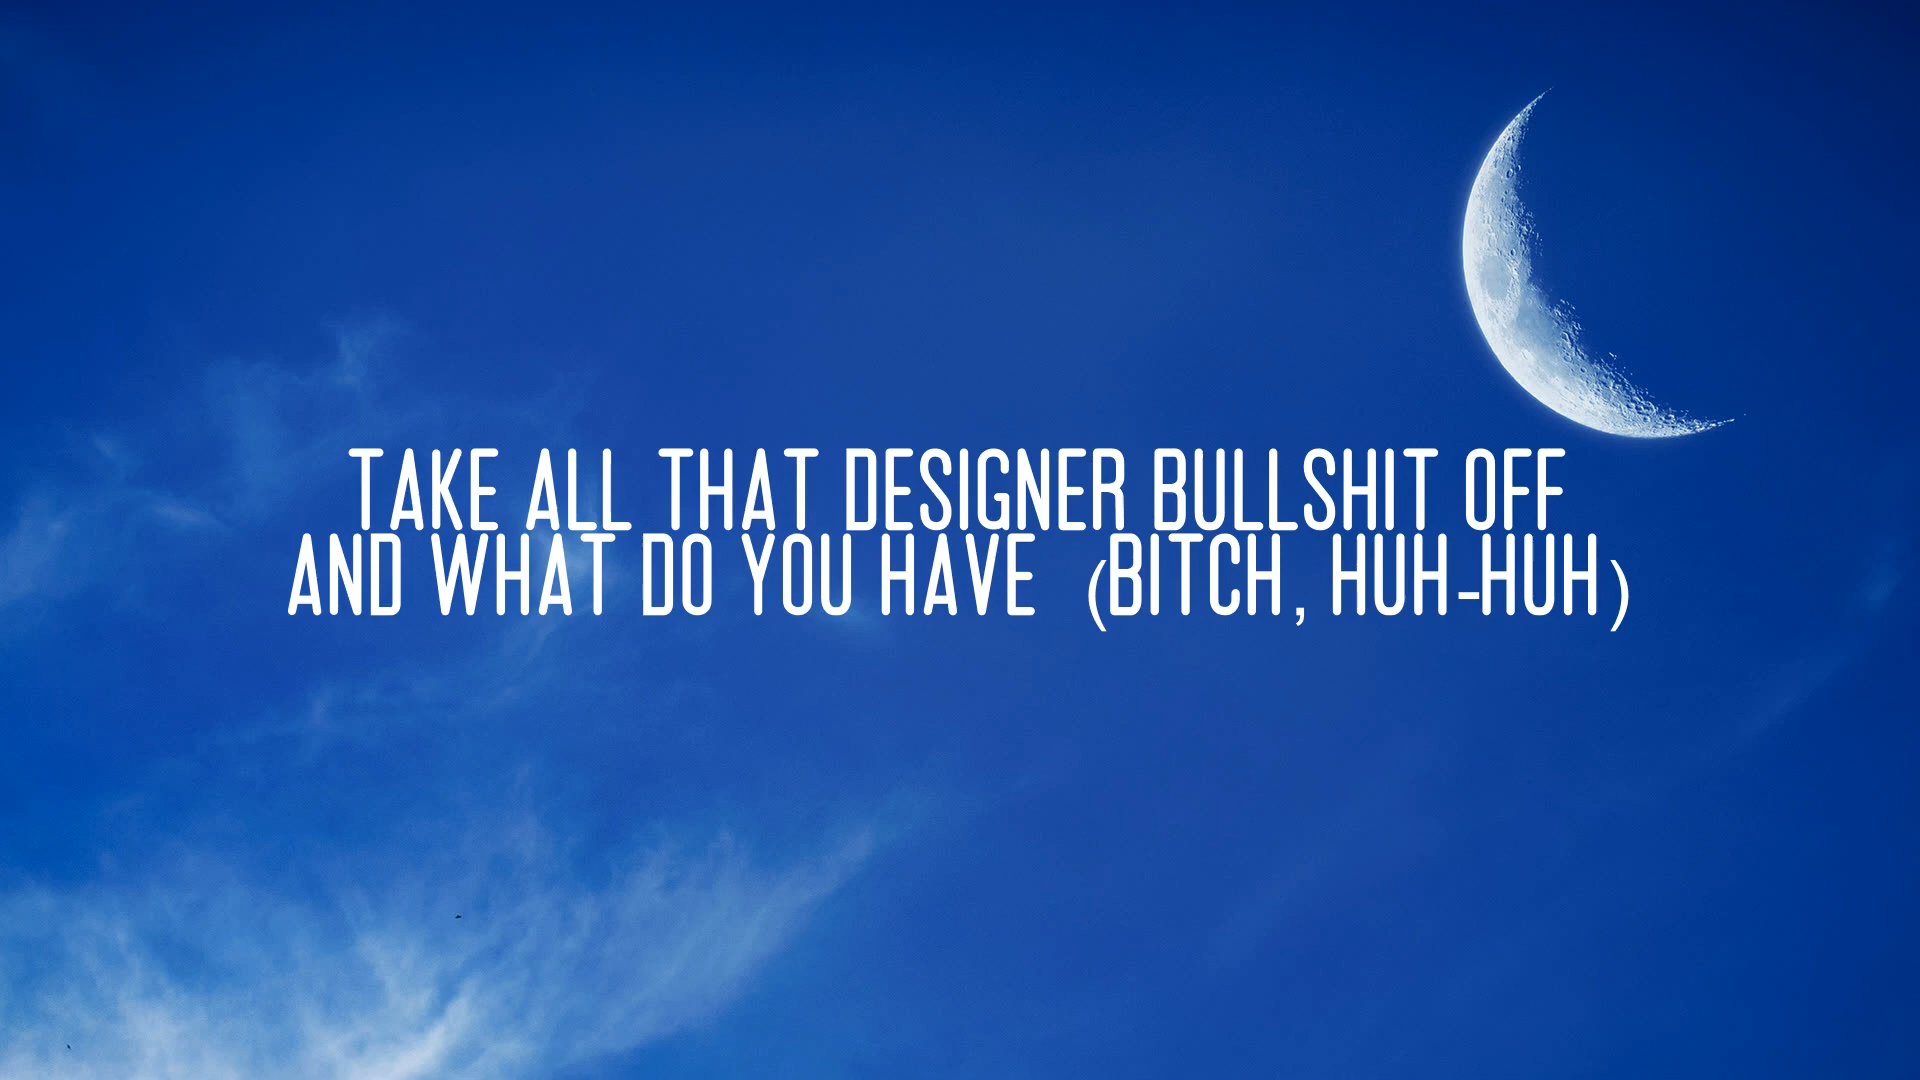 TAKE ALL THAT DESIGNER BULLSHIT OFF
AND WHAT DO YOU HAVE (BITCH, HUH-HUH)